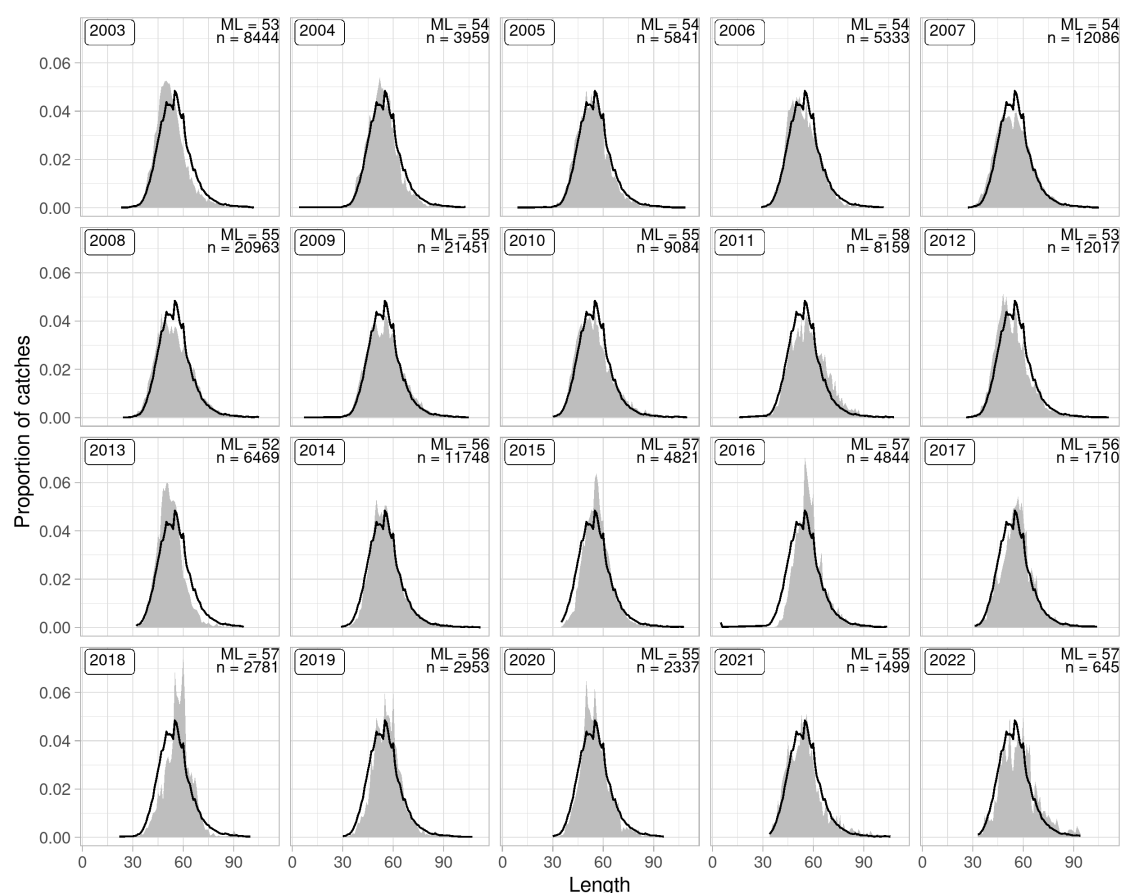 2003 ML = 53 2004 ML = 54 2005 ML = 54 2006 ML = 54 2007 ML = 54
n = 8444 n = 3959 n = 5841 n = 5333 n = 12086
0.06
0.04
0.02
0.00
2008 ML = 55 2009 ML = 55 2010 ML = 55 2011 ML = 58 2012 ML = 53
n = 20963 n = 21451 n = 9084 n = 8159 n = 12017
0.06
0.04
0.02
0.00
Proportion of catches
2013 ML = 52 2014 ML = 56 2015 ML = 57 2016 ML = 57 2017 ML = 56
n = 6469 n = 11748 n = 4821 n = 4844 n = 1710
0.06
0.04
0.02
0.00
2018 ML = 57 2019 ML = 56 2020 ML = 55 2021 ML = 55 2022 ML = 57
n = 2781 n = 2953 n = 2337 n = 1499 n = 645
0.06
0.04
0.02
0.00
0 30 60 90 0 30 60 90 0 30 60 90 0 30 60 90 0 30 60 90
Length